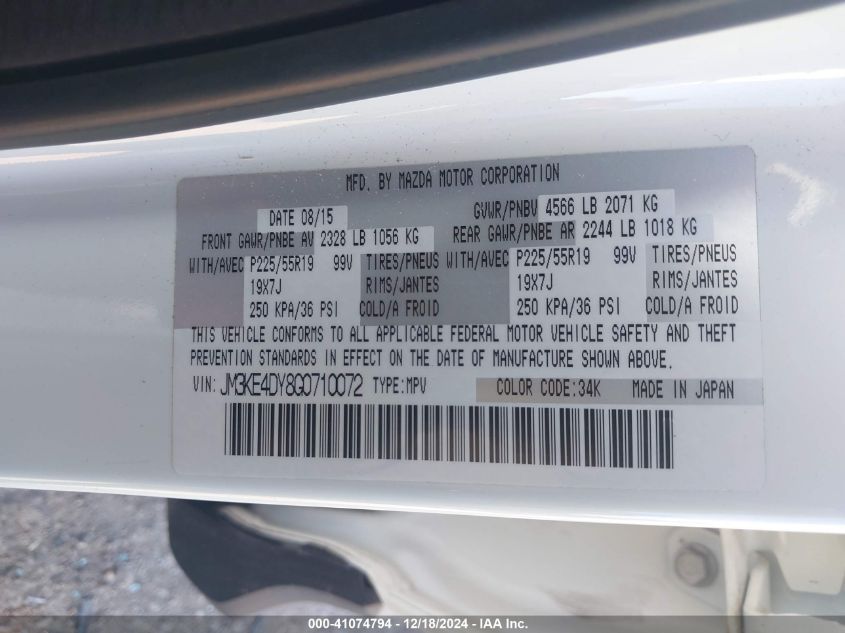 MFD. BY MAZDA MOTOR CORPORATION
DATE 08/15 GVWR/PNBV 4566 LB 2071 KG
FRONT GAWR/PNBE AV 2328 LB 1056 KG REAR GAWR/PNBE AR 2244 LB 1018 KG
WITH/AVEC P225/55R19 99V TIRES/PNEUS WITH/AVEC P225/55R19 99V TIRES/PNEUS
19X7J RIMS/JANTES 19X7J RIMS/JANTES
250 KPA/36 PSI COLD/A FROID 250 KPA/36 PSI COLD/A FROID
THIS VEHICLE CONFORMS TO ALL APPLICABLE FEDERAL MOTOR VEHICLE SAFETY AND THEFT
PREVENTION STANDARDS IN EFFECT ON THE DATE OF MANUFACTURE SHOWN ABOVE.
VIN: JM3KE4DY8G0710072 TYPE:MPV COLOR CODE:34K MADE IN JAPAN
000-41074794 - 12/18/2024 - IAA Inc.